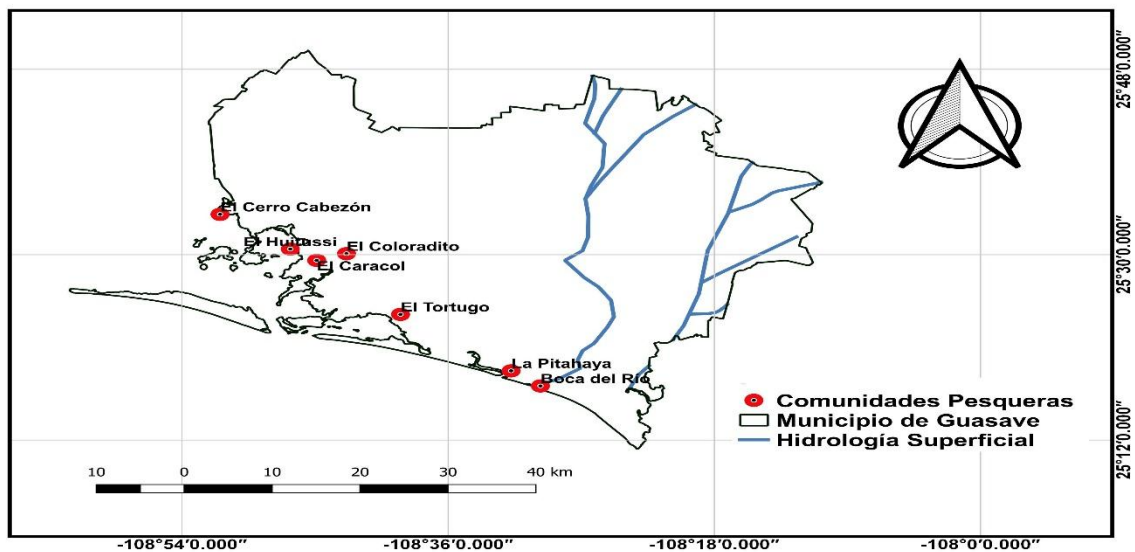 25°48'0.000"
El Cerro Cabezón
El Huitussi
El Coloradito
El Caracol
25°30'0.000"
El Tortugo
La Pitahaya
Boca del Río
Comunidades Pesqueras
Municipio de Guasave
Hidrología Superficial
25°12'0.000"
10 0 10 20 30 40 km
-108°54'0.000" -108°36'0.000" -108°18'0.000" -108°0'0.000"